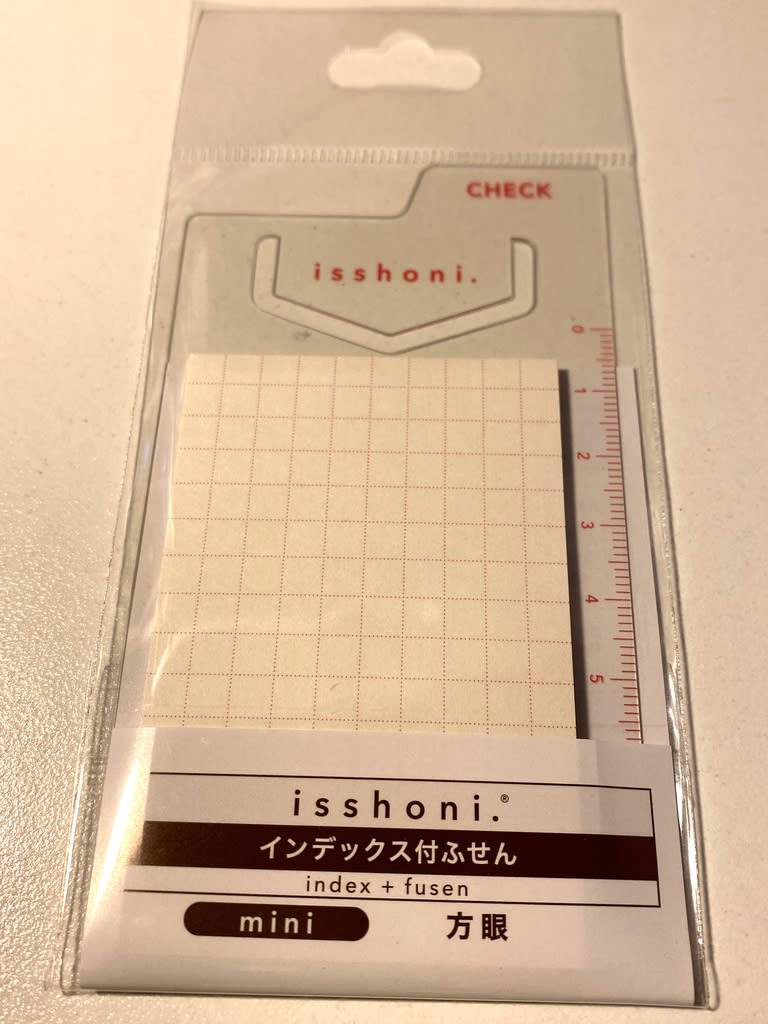 CHECK
isshoni.
0
1
2
3
4
5
isshoni.®
インデックス付ふせん
index + fusen
mini
方眼